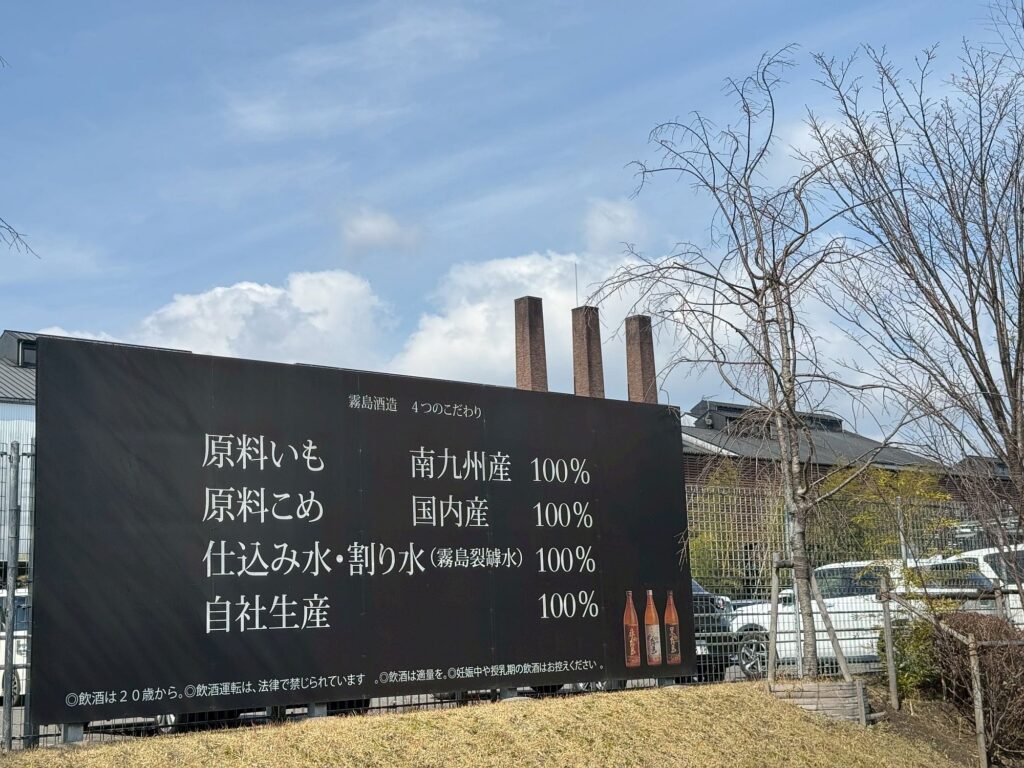 霧島酒造 4つのこだわり
原料いも 南九州産 100%
原料こめ 国内産 100%
仕込み水・割り水(霧島裂罅水) 100%
自社生産 100%
◎飲酒は20歳から。◎飲酒運転は、法律で禁じられています。◎飲酒は適量を。◎妊娠中や授乳期の飲酒はお控えください。